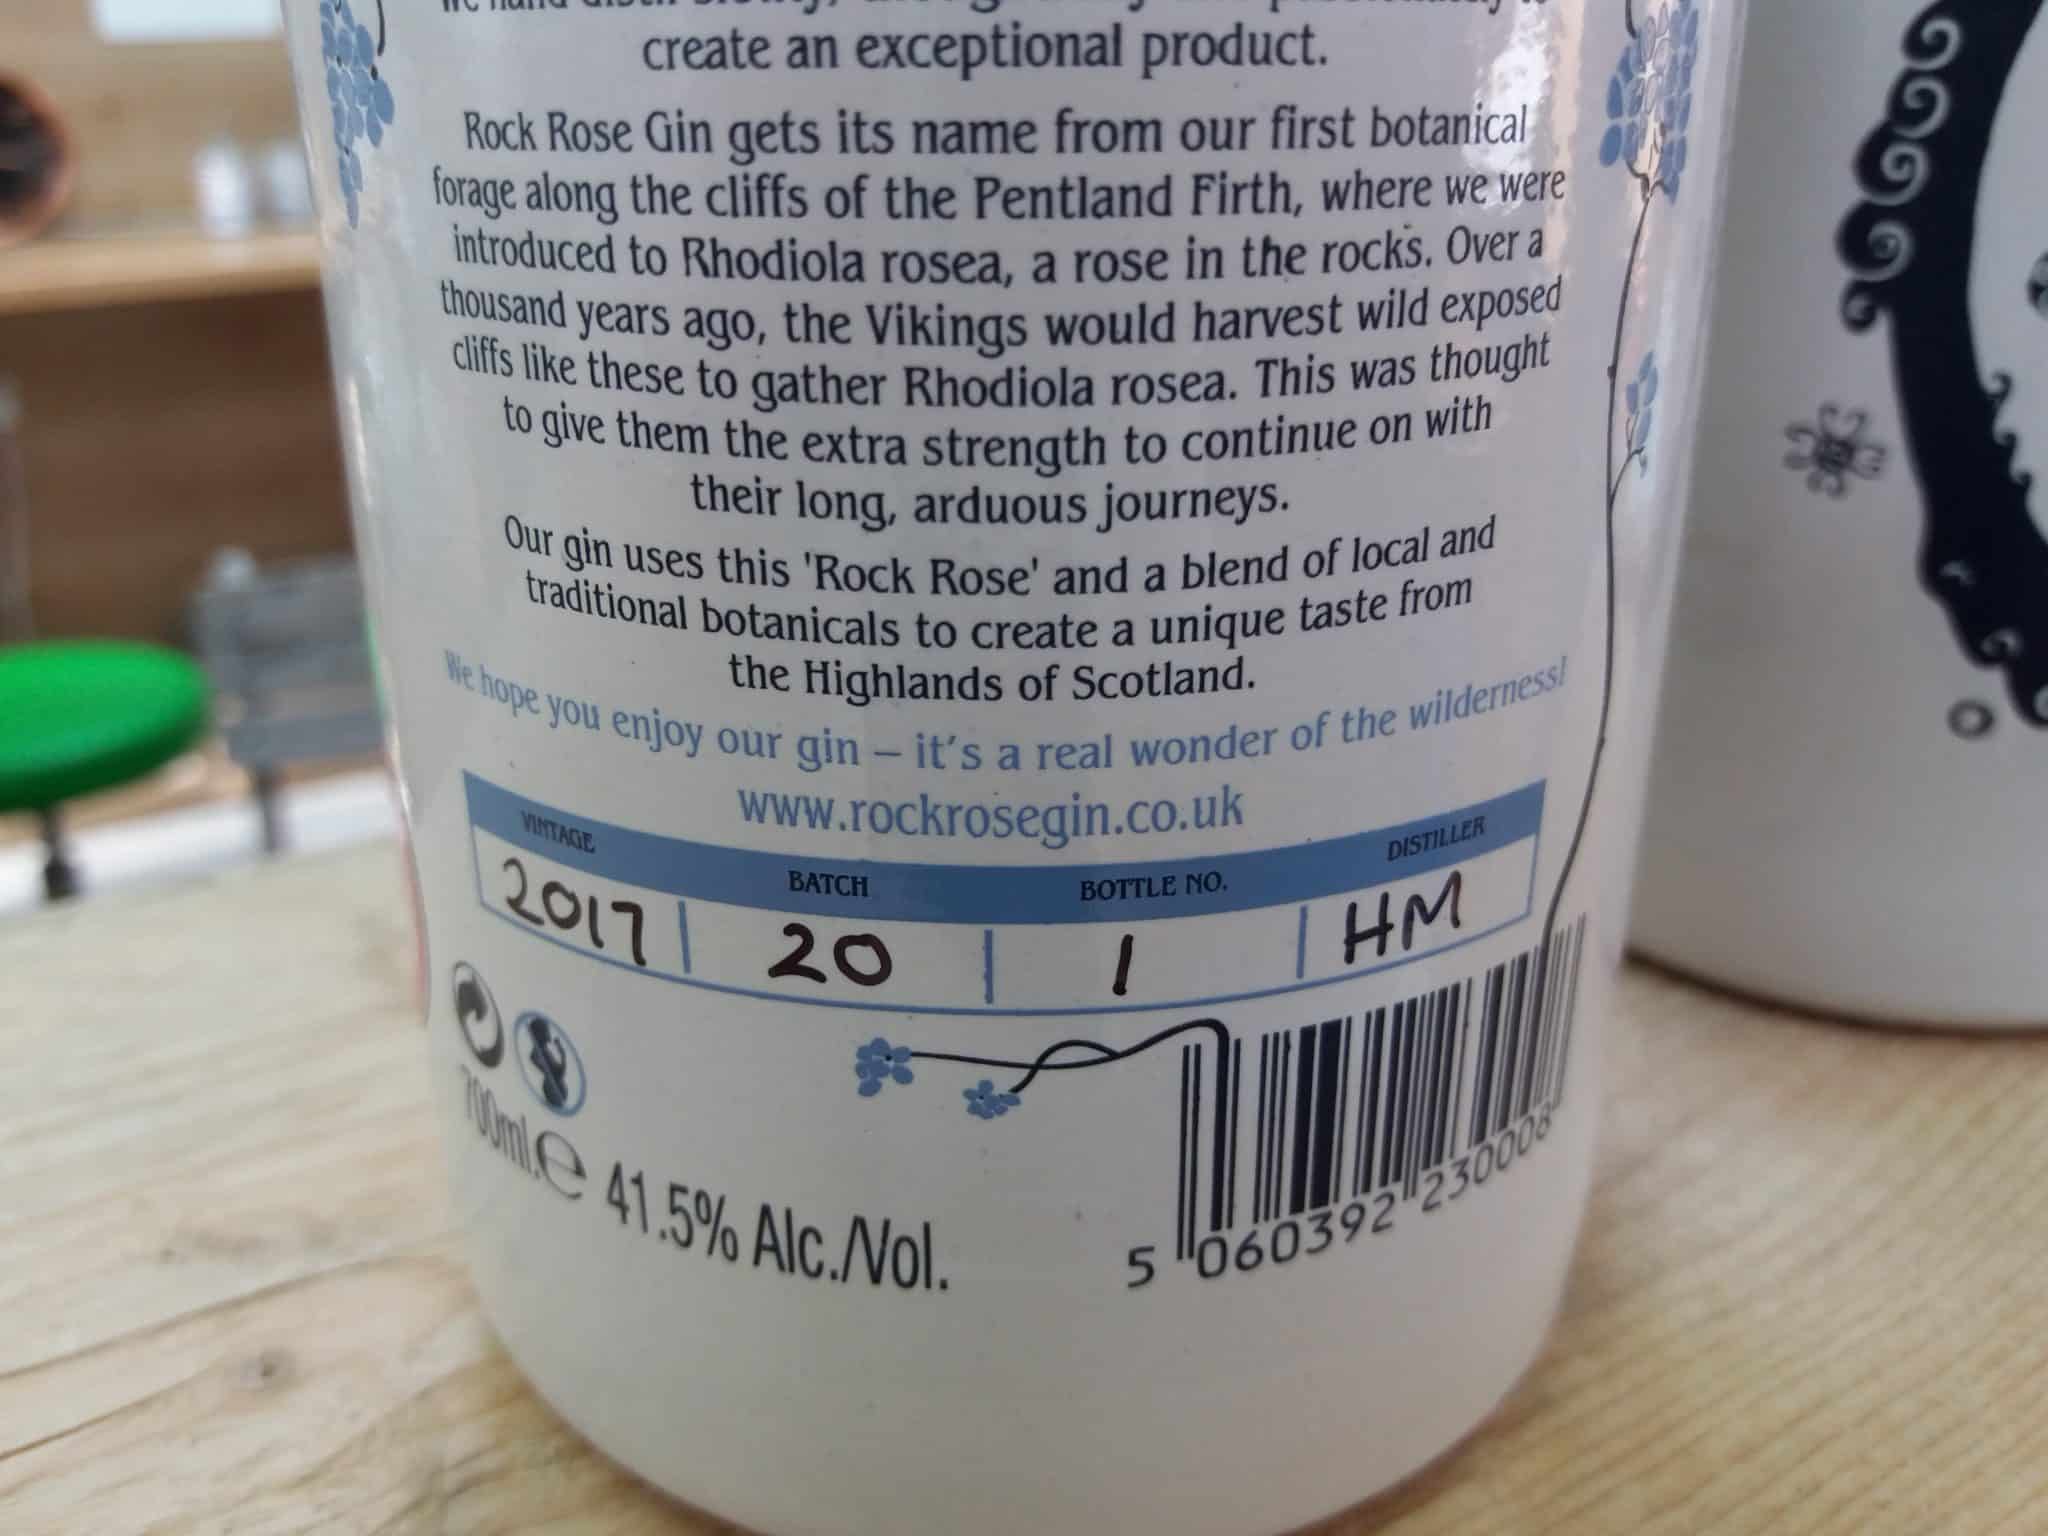 create an exceptional product.
Rock Rose Gin gets its name from our first botanical
forage along the cliffs of the Pentland Firth, where we were
introduced to Rhodiola rosea, a rose in the rocks. Over a
thousand years ago, the Vikings would harvest wild exposed
cliffs like these to gather Rhodiola rosea. This was thought
to give them the extra strength to continue on with
their long, arduous journeys.
Our gin uses this 'Rock Rose' and a blend of local and
traditional botanicals to create a unique taste from
the Highlands of Scotland.
We hope you enjoy our gin – it's a real wonder of the wilderness!
www.rockrosegin.co.uk
VINTAGE BATCH BOTTLE NO. DISTILLER
2017 20 1 HM
700ml.e 41.5% Alc./Vol.
5 060392 230008